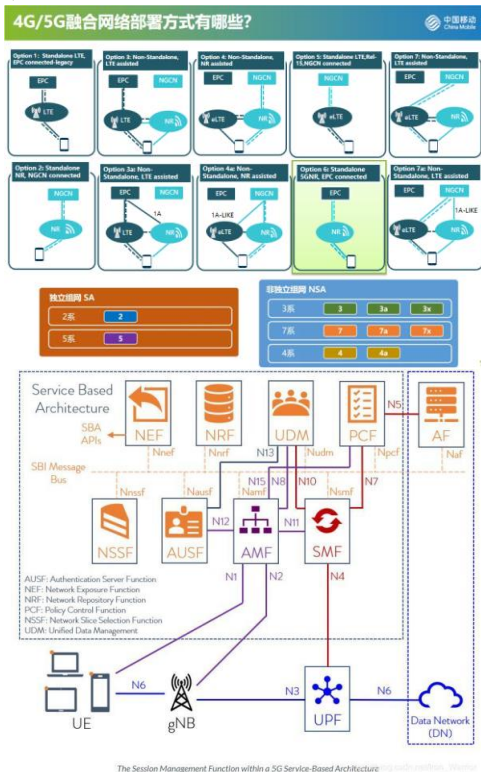 4G/5G融合网络部署方式有哪些?
中国移动
China Mobile
Option 1: Standalone LTE,
EPC connected-legacy
EPC
LTE
Option 3: Non-Standalone,
LTE assisted
EPC
LTE
NR
Option 4: Non-Standalone,
NR assisted
NGCN
eLTE
NR
Option 5: Standalone LTE,Rel-
15,NGCN connected
NGCN
eLTE
Option 7: Non-Standalone,
LTE assisted
NGCN
eLTE
NR
Option 2: Standalone
NR, NGCN connected
NGCN
NR
Option 3a: Non-
Standalone, LTE assisted
EPC
1A
LTE
NR
Option 4a: Non-
Standalone, NR assisted
NGCN
1A-LIKE
eLTE
NR
Option 6: Standalone
5GNR, EPC connected
EPC
NR
Option 7a: Non-
Standalone, LTE assisted
NGCN
1A-LIKE
eLTE
NR
独立组网 SA
2系 2
5系 5
非独立组网 NSA
3系 3 3a 3x
7系 7 7a 7x
4系 4 4a
Service Based
Architecture
SBA
APIs
NEF
NRF
UDM
PCF
N5
AF
Nnef
Nnrf
N13
Nudm
Npcf
Naf
SBI Message
Bus
Nnssf
Nausf
N15
N8
Namf
N10
Nsmf
N7
NSSF
AUSF
N12
AMF
N11
SMF
AUSF: Authentication Server Function
NEF: Network Exposure Function
NRF: Network Repository Function
PCF: Policy Control Function
NSSF: Network Slice Selection Function
UDM: Unified Data Management
N1
N2
N4
UE
N6
gNB
N3
UPF
N6
Data Network
(DN)
The Session Management Function within a 5G Service-Based Architecture